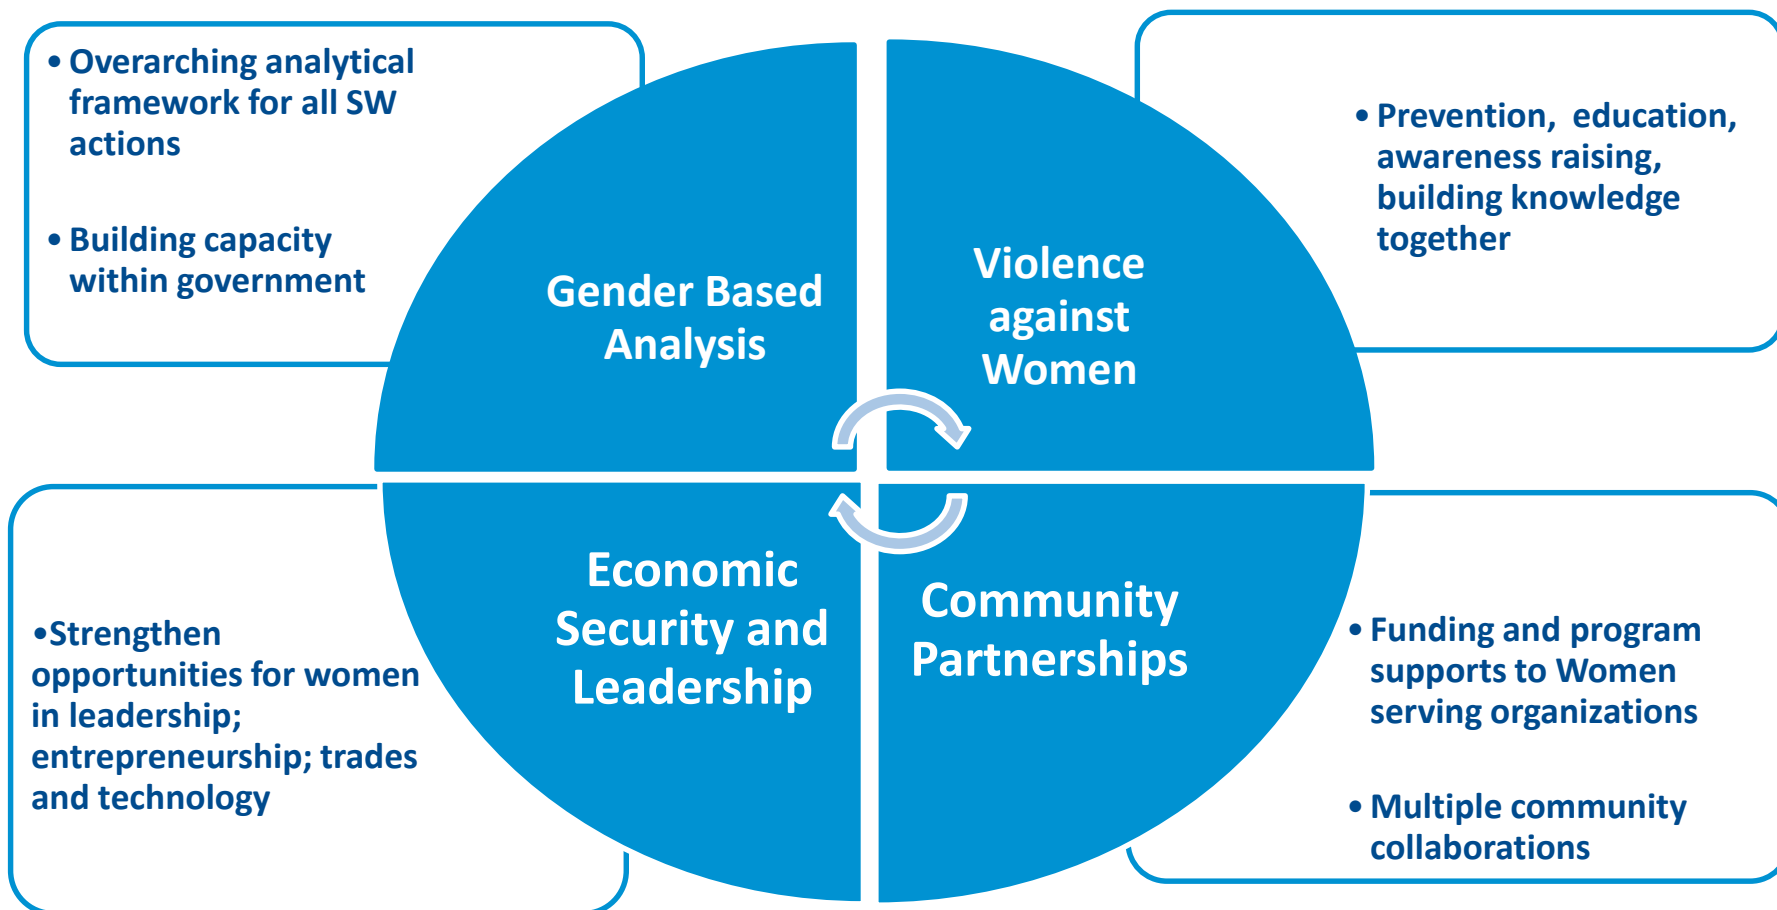 • Overarching analytical
framework for all SW
actions
• Building capacity
within government
Gender Based
Analysis
Violence
against
Women
• Prevention,  education,
awareness raising,
building knowledge
together
•Strengthen
opportunities for women
in leadership;
entrepreneurship; trades
and technology
Economic
Security and
Leadership
Community
Partnerships
• Funding and program
supports to Women
serving organizations
• Multiple community
collaborations